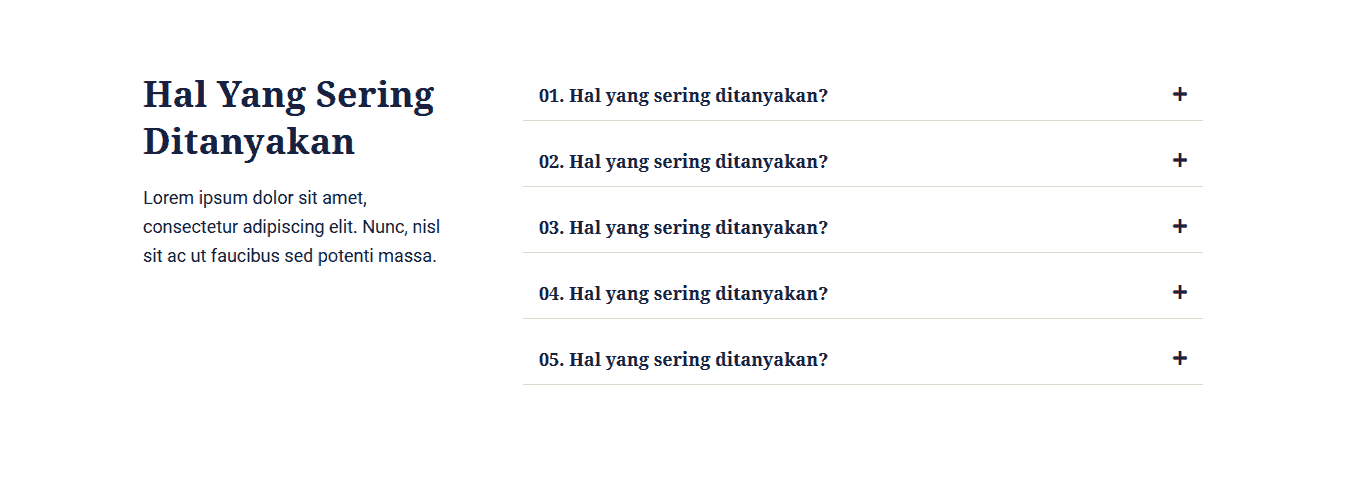 Hal Yang Sering
Ditanyakan
Lorem ipsum dolor sit amet,
consectetur adipiscing elit. Nunc, nisl
sit ac ut faucibus sed potenti massa.
01. Hal yang sering ditanyakan?
02. Hal yang sering ditanyakan?
03. Hal yang sering ditanyakan?
04. Hal yang sering ditanyakan?
05. Hal yang sering ditanyakan?